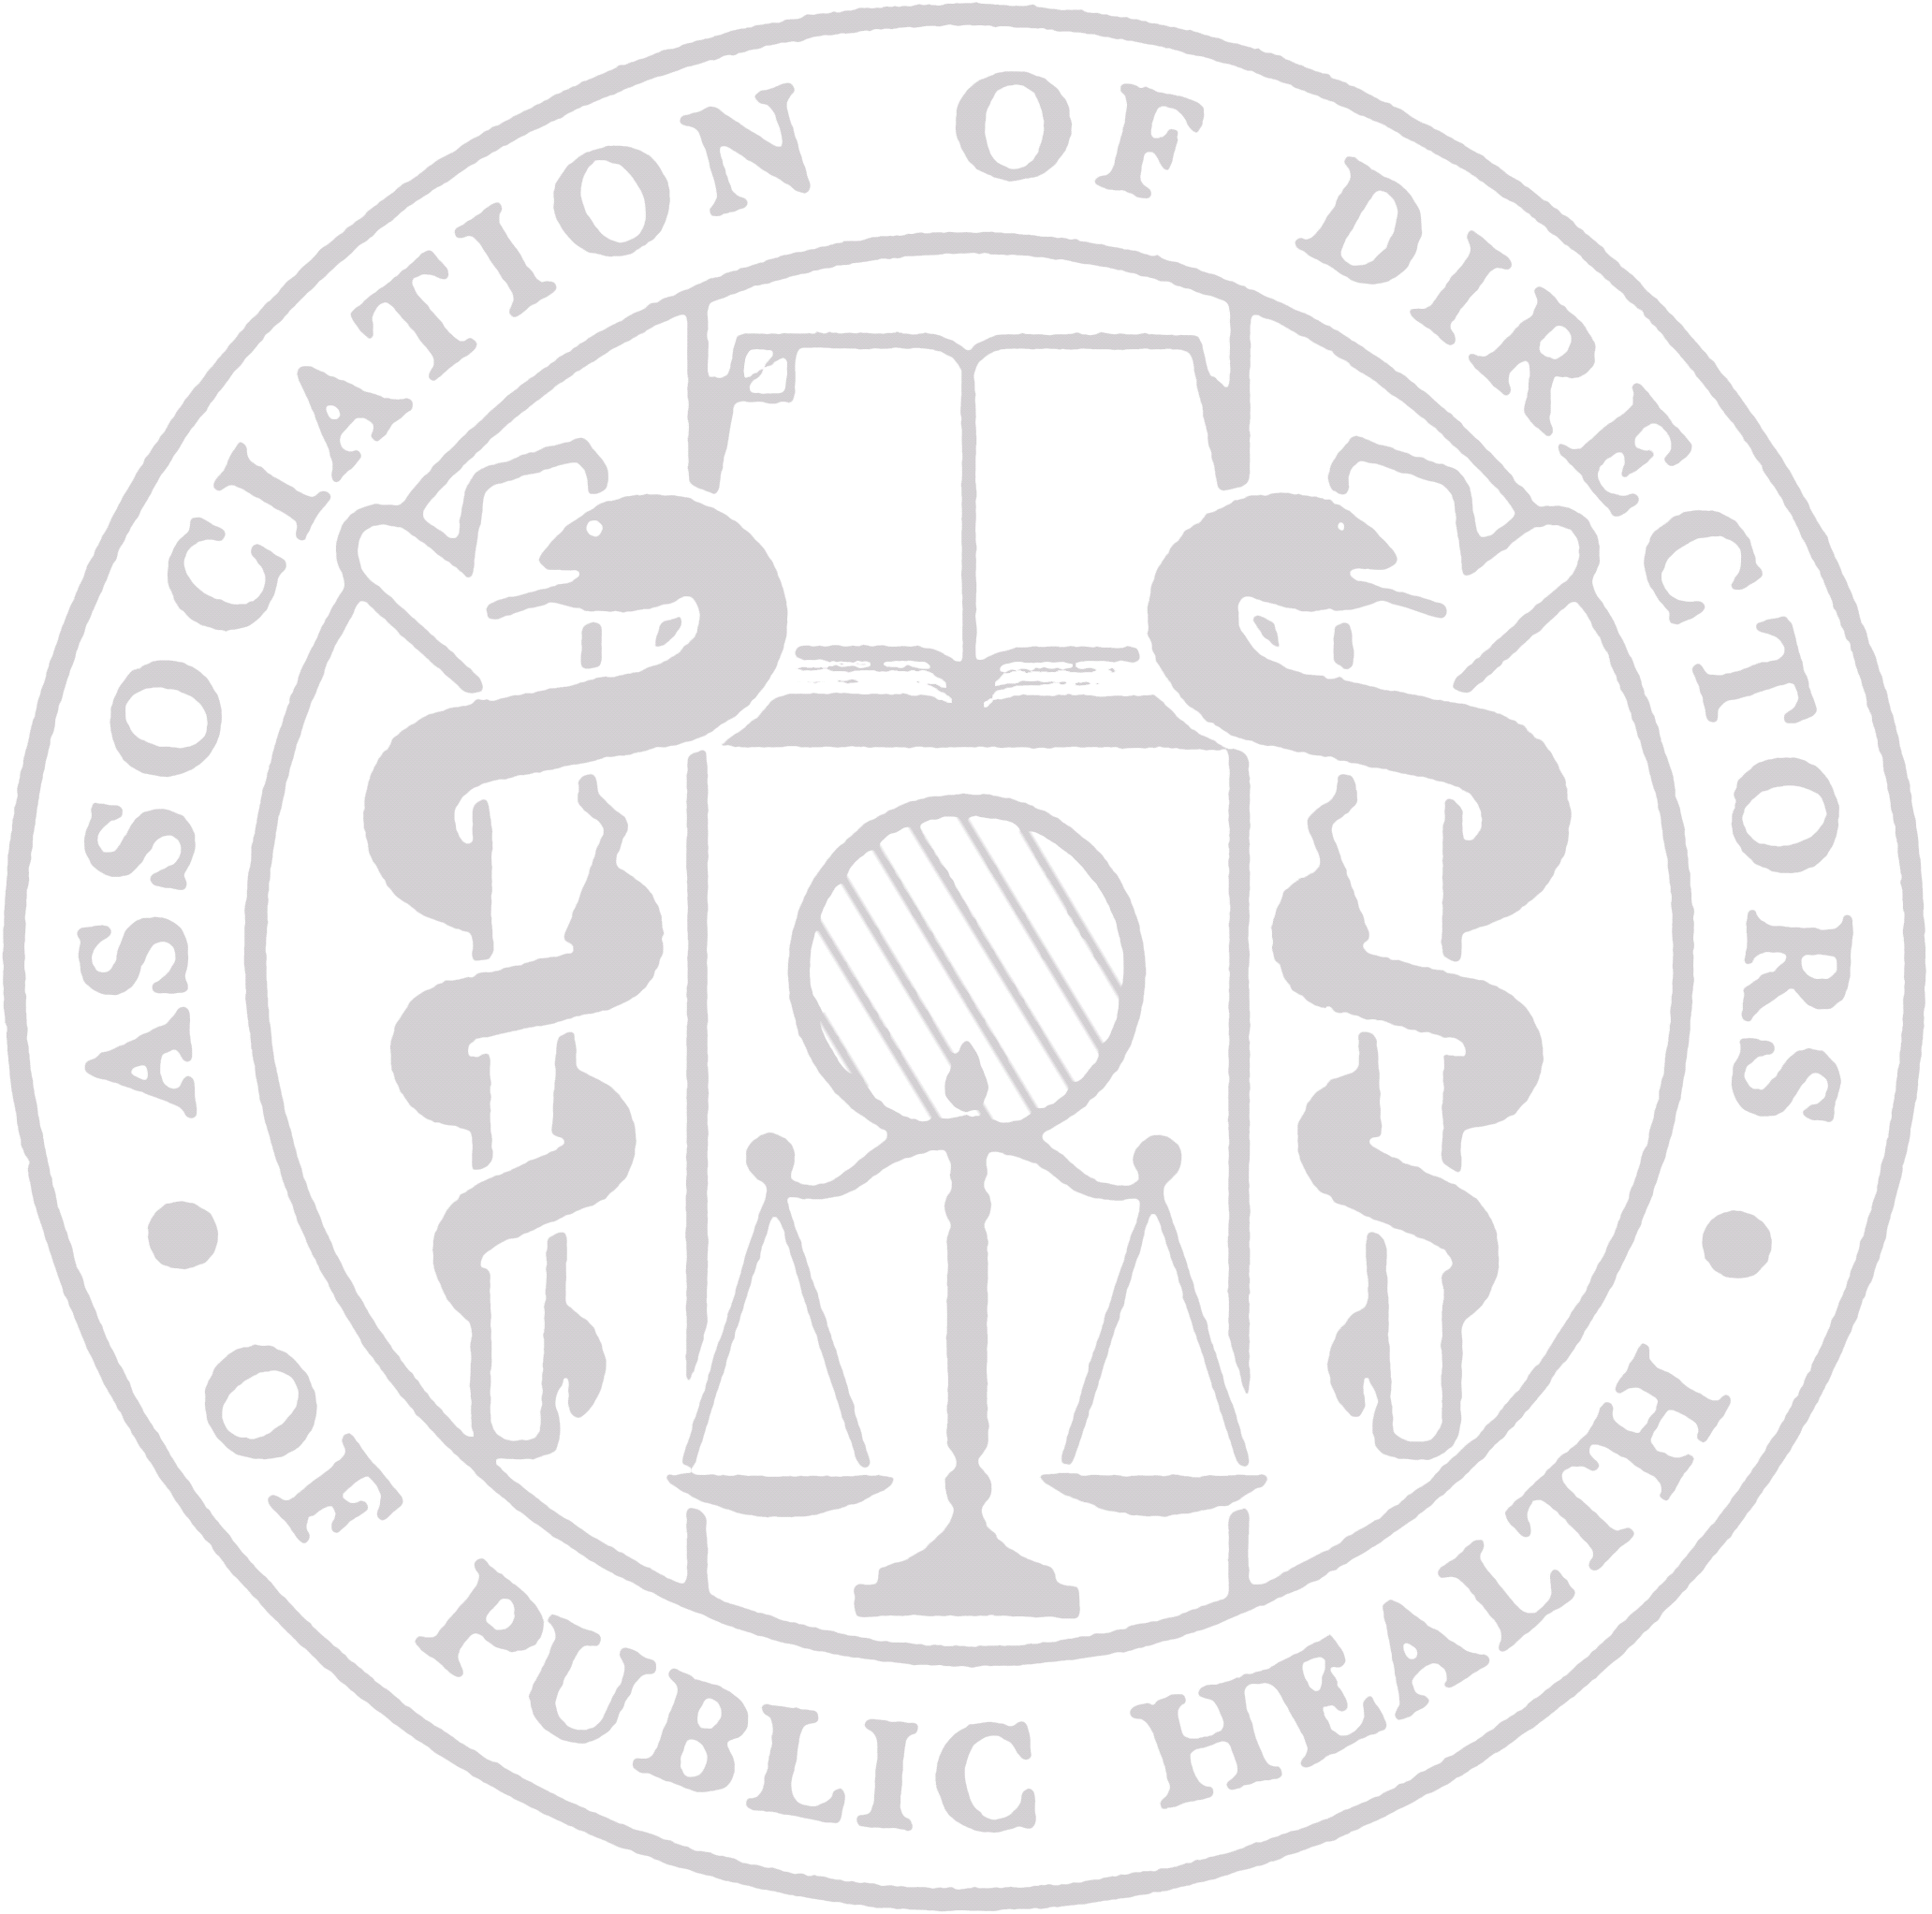 ASSOCIATION OF DIRECTORS
OF PUBLIC HEALTH